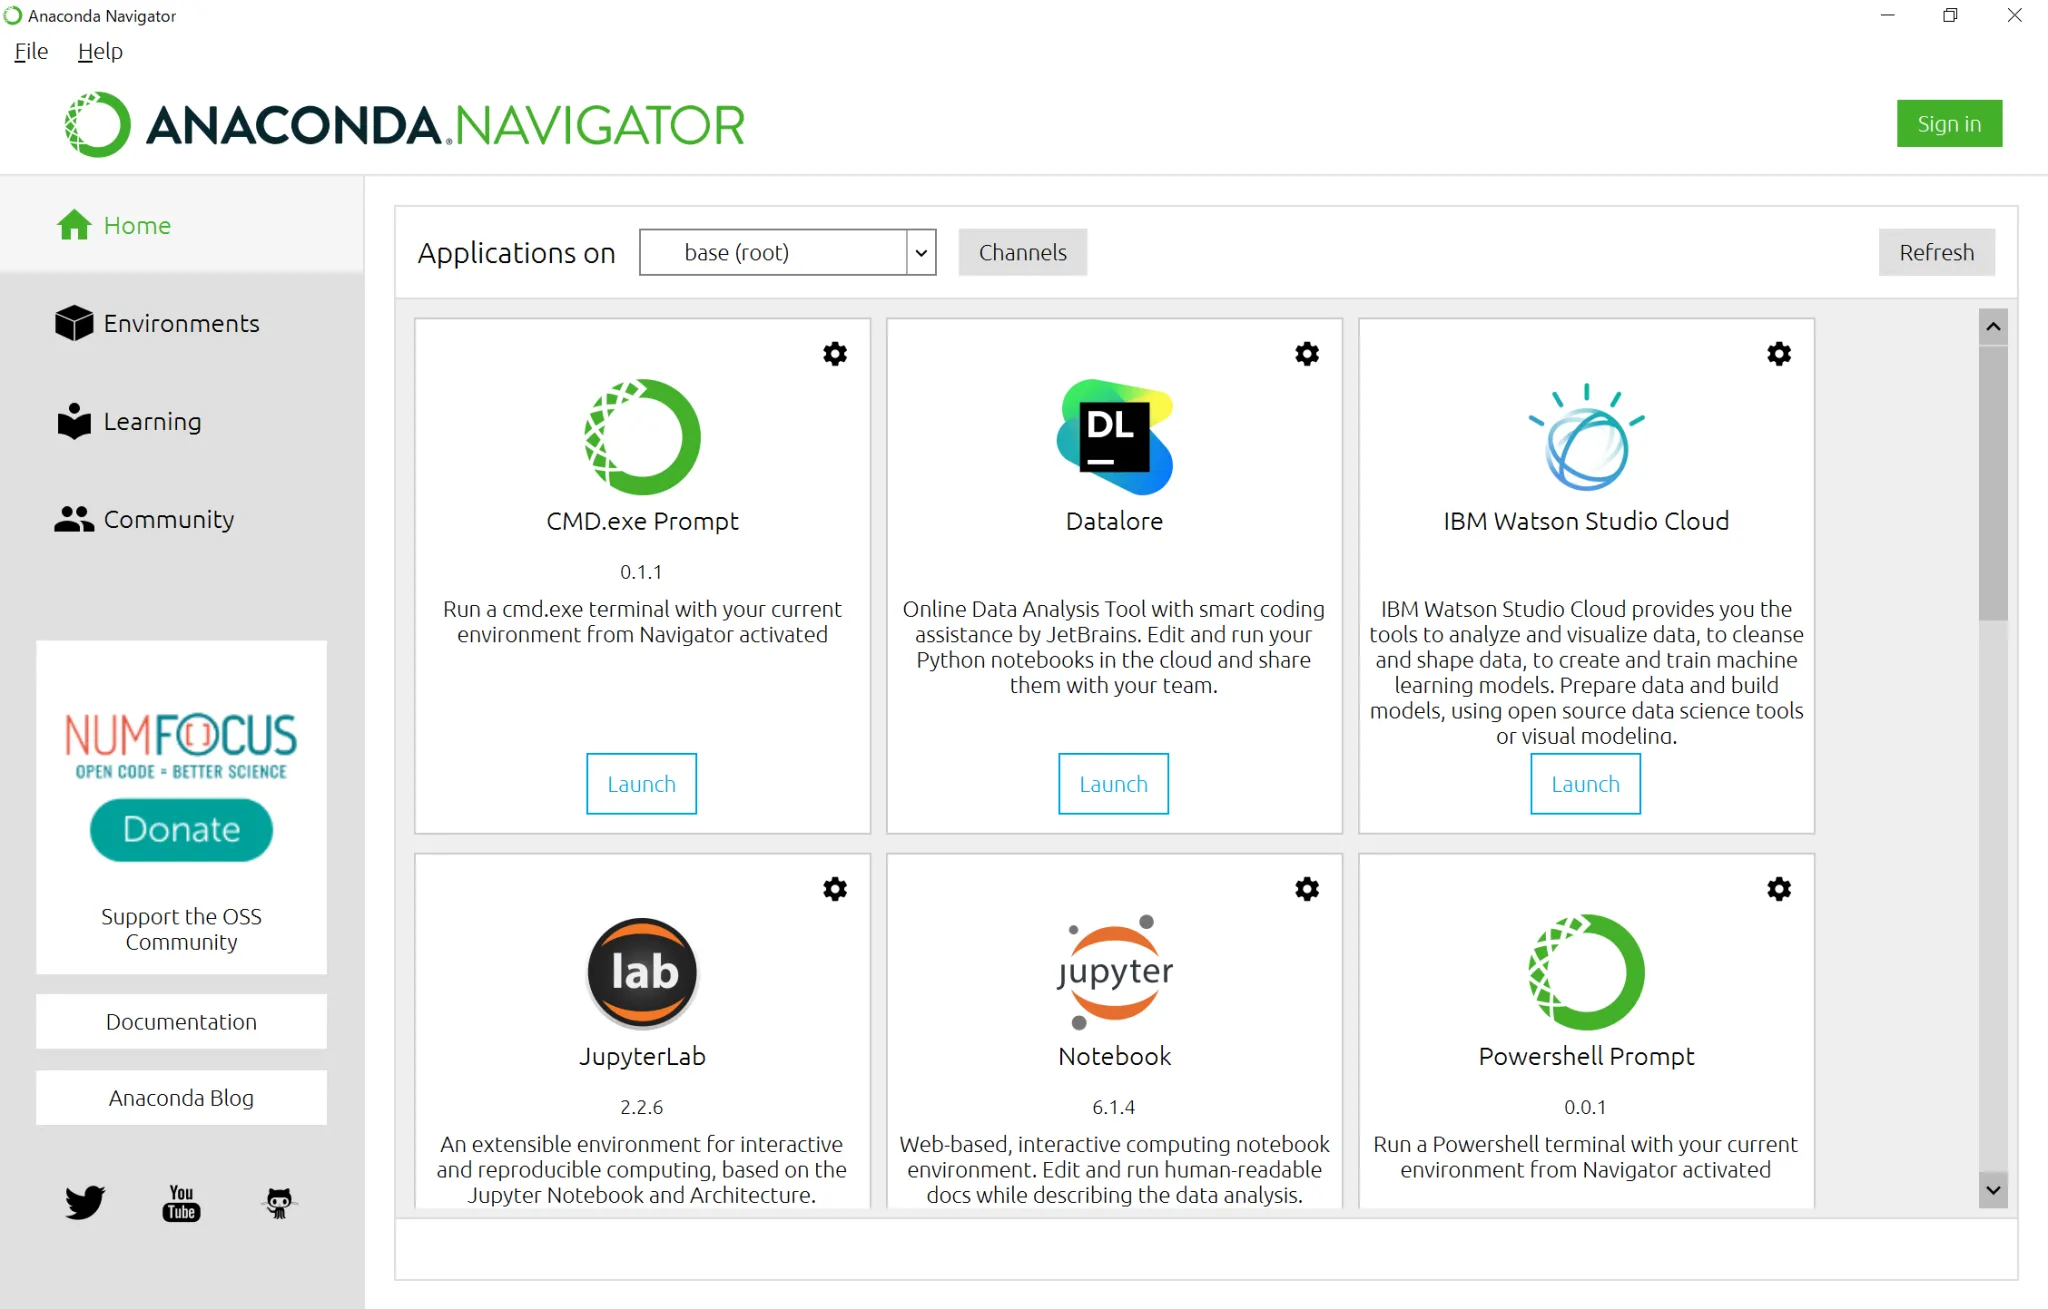 Anaconda Navigator
File Help
ANACONDA.NAVIGATOR
Sign in
Home
Environments
Learning
Community
NUMFOCUS
OPEN CODE = BETTER SCIENCE
Donate
Support the OSS
Community
Documentation
Anaconda Blog
You
Tube
Applications on base (root) Channels Refresh
CMD.exe Prompt
0.1.1
Run a cmd.exe terminal with your current
environment from Navigator activated
Launch
DL
Datalore
Online Data Analysis Tool with smart coding
assistance by JetBrains. Edit and run your
Python notebooks in the cloud and share
them with your team.
Launch
IBM Watson Studio Cloud
IBM Watson Studio Cloud provides you the
tools to analyze and visualize data, to cleanse
and shape data, to create and train machine
learning models. Prepare data and build
models, using open source data science tools
or visual modeling.
Launch
lab
JupyterLab
2.2.6
An extensible environment for interactive
and reproducible computing, based on the
Jupyter Notebook and Architecture.
jupyter
Notebook
6.1.4
Web-based, interactive computing notebook
environment. Edit and run human-readable
docs while describing the data analysis.
Powershell Prompt
0.0.1
Run a Powershell terminal with your current
environment from Navigator activated